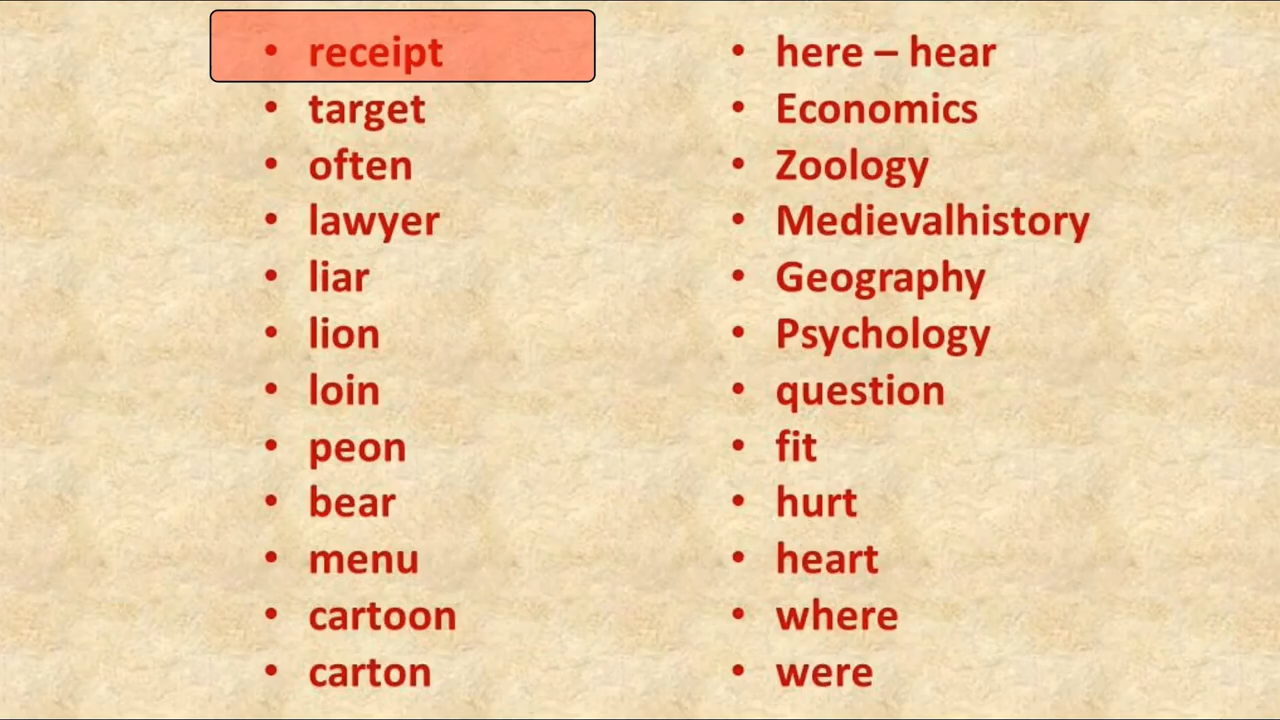 • receipt
• target
• often
• lawyer
• liar
• lion
• loin
• peon
• bear
• menu
• cartoon
• carton
• here – hear
• Economics
• Zoology
• Medievalhistory
• Geography
• Psychology
• question
• fit
• hurt
• heart
• where
• were